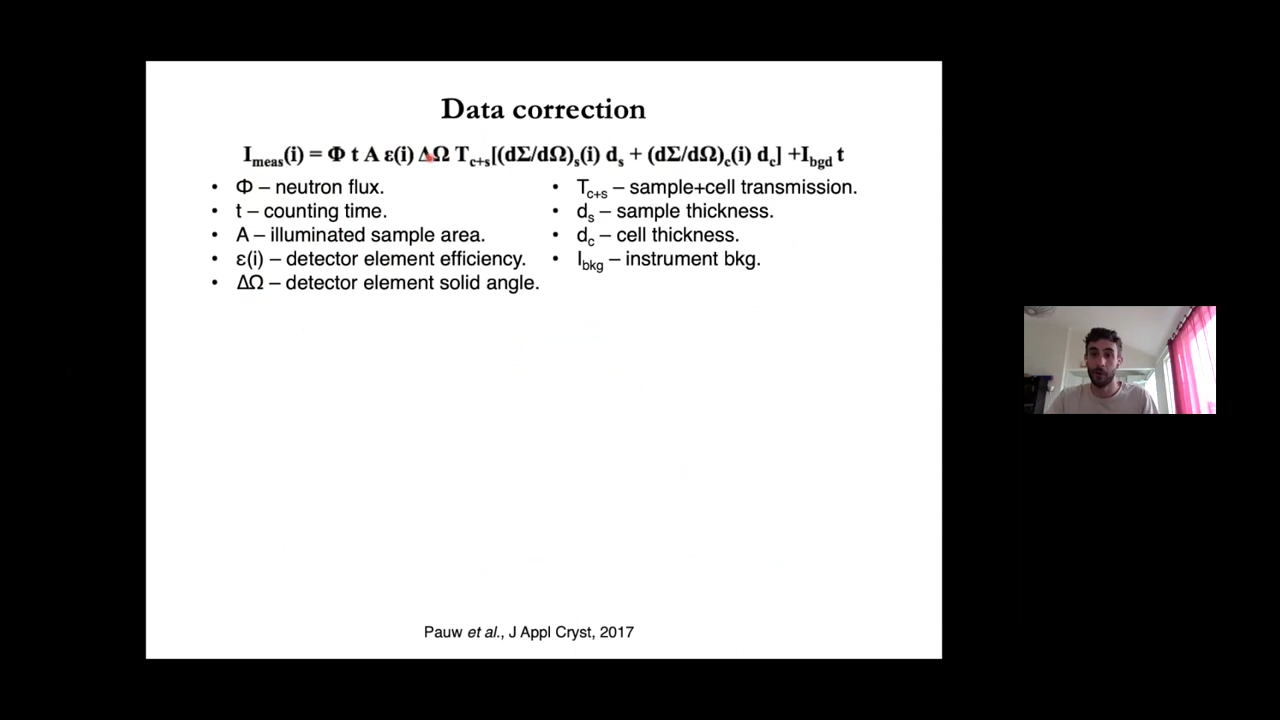 Data correction
I_meas(i) = Φ t A ε(i) ΔΩ T_c+s[(dΣ/dΩ)_s(i) d_s + (dΣ/dΩ)_c(i) d_c] +I_bgd t
• Φ – neutron flux.
• t – counting time.
• A – illuminated sample area.
• ε(i) – detector element efficiency.
• ΔΩ – detector element solid angle.
• T_c+s – sample+cell transmission.
• d_s – sample thickness.
• d_c – cell thickness.
• I_bkg – instrument bkg.
Pauw et al., J Appl Cryst, 2017